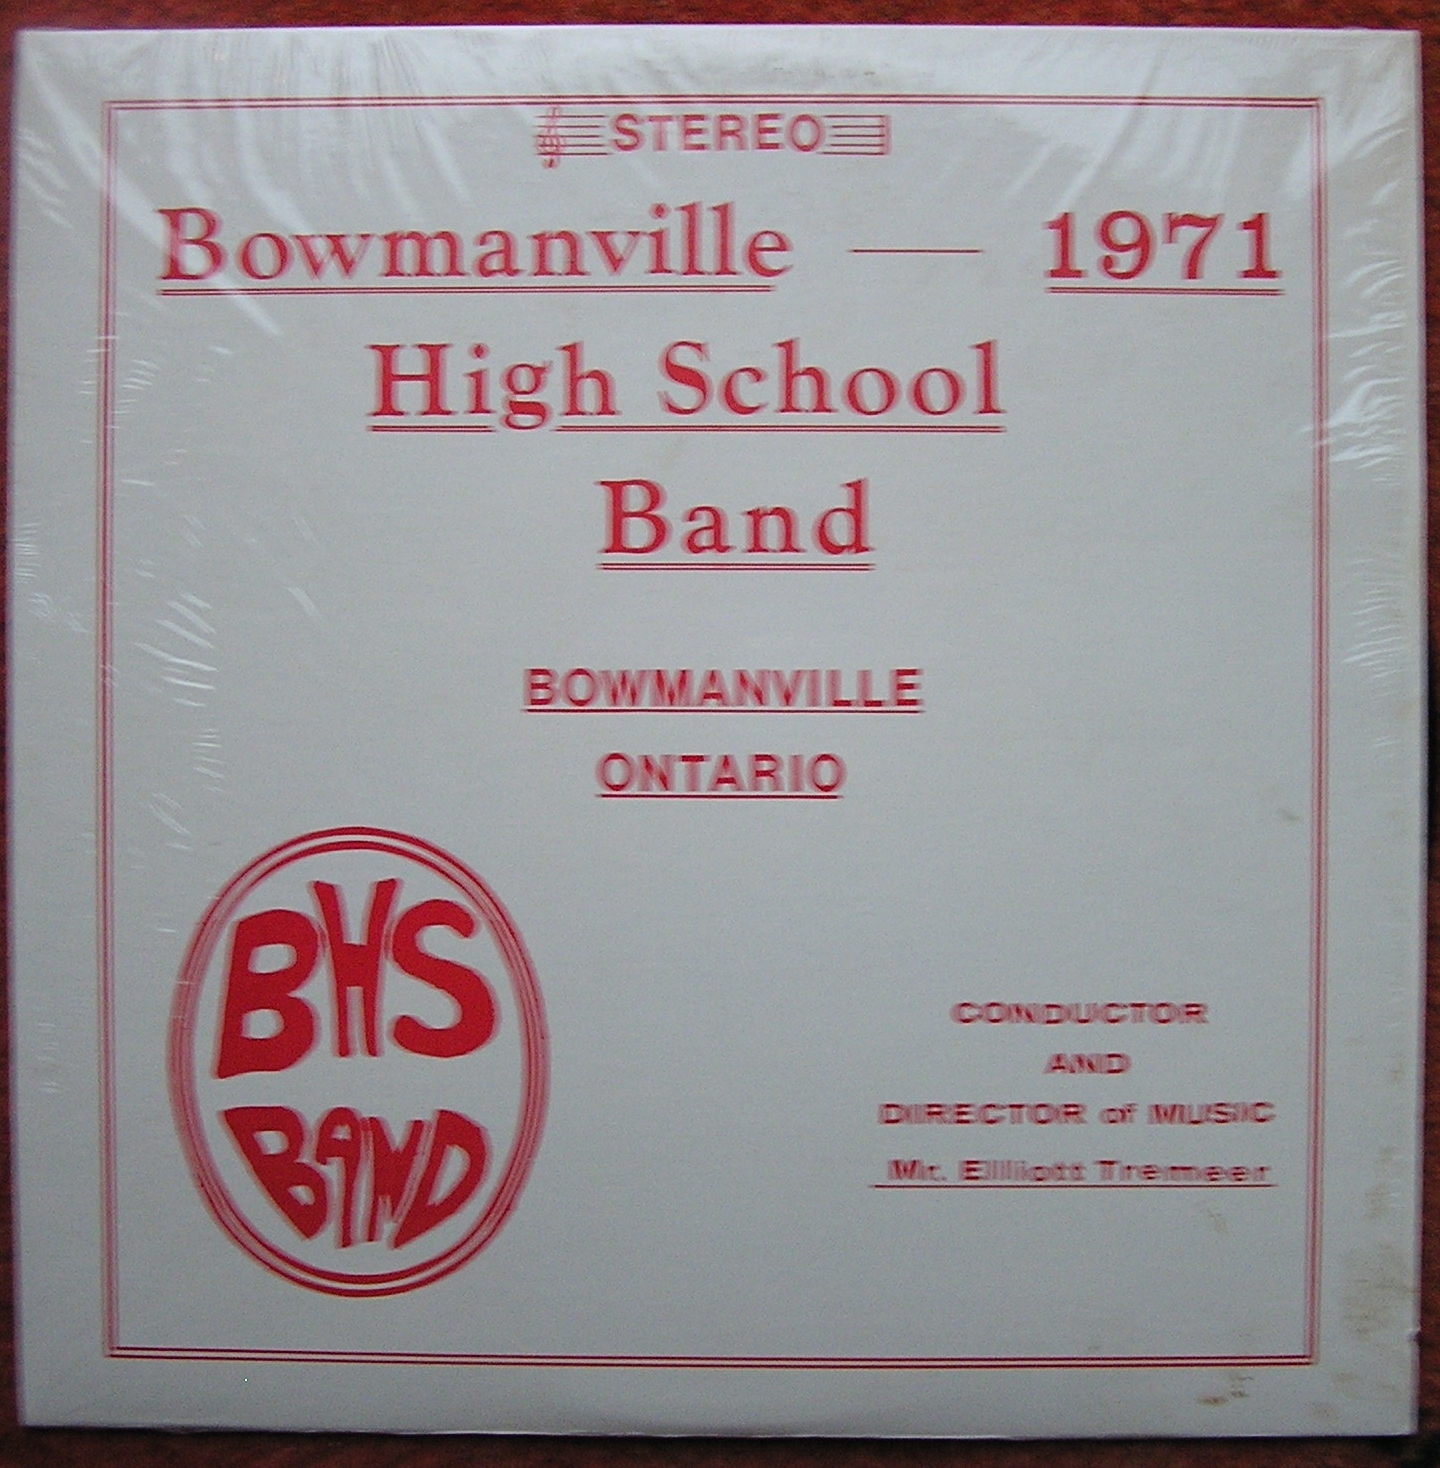 STEREO
Bowmanville — 1971
High School
Band
BOWMANVILLE
ONTARIO
BHS
BAND
CONDUCTOR
AND
DIRECTOR of MUSIC
Mr. Elliott Tremeer